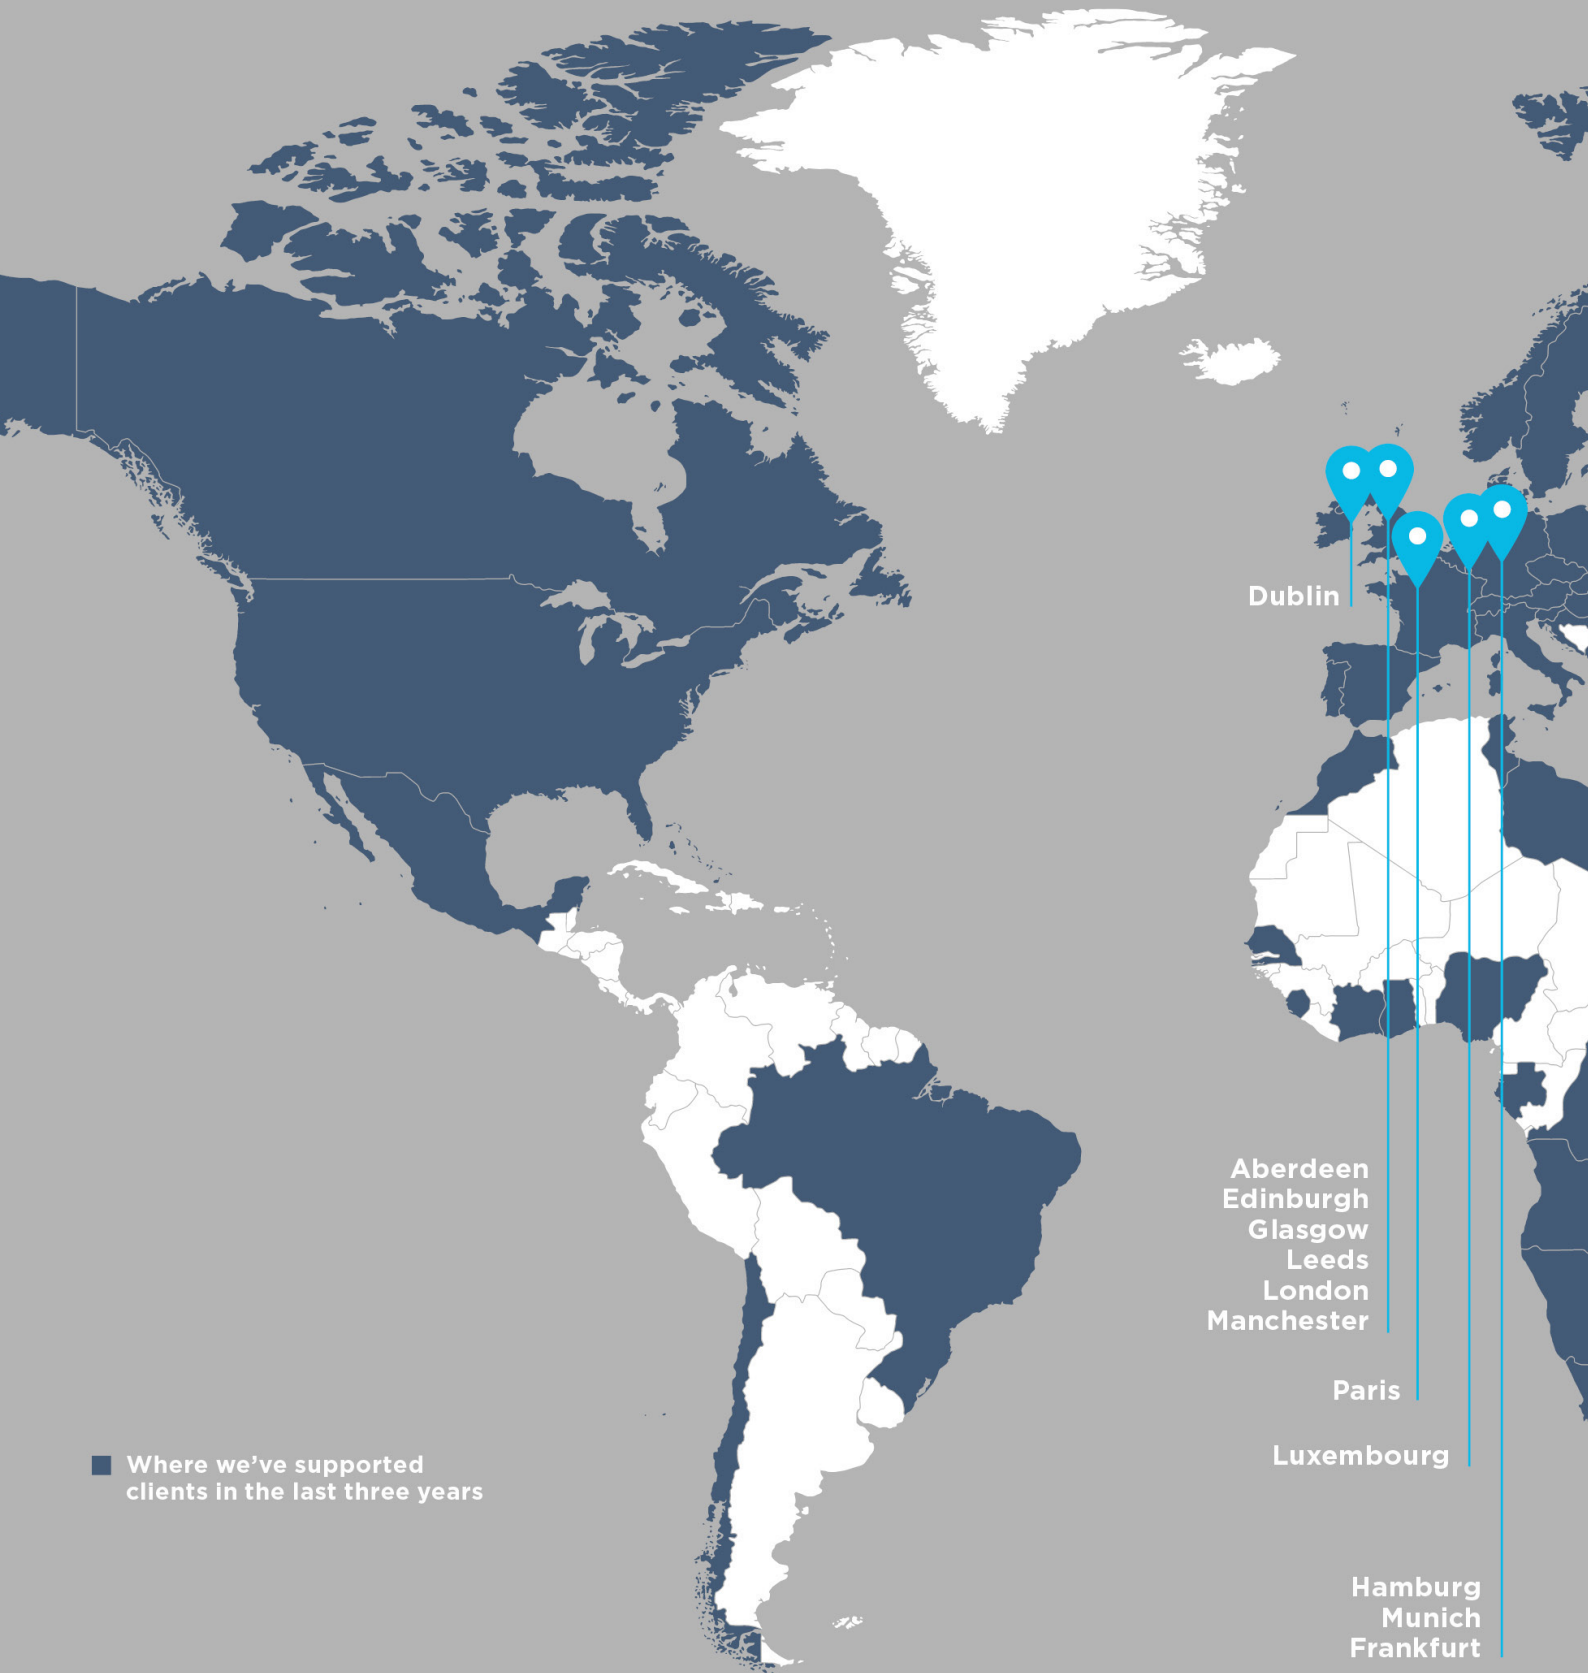 Dublin
Aberdeen
Edinburgh
Glasgow
Leeds
London
Manchester
Paris
Luxembourg
Where we’ve supported
clients in the last three years
Hamburg
Munich
Frankfurt